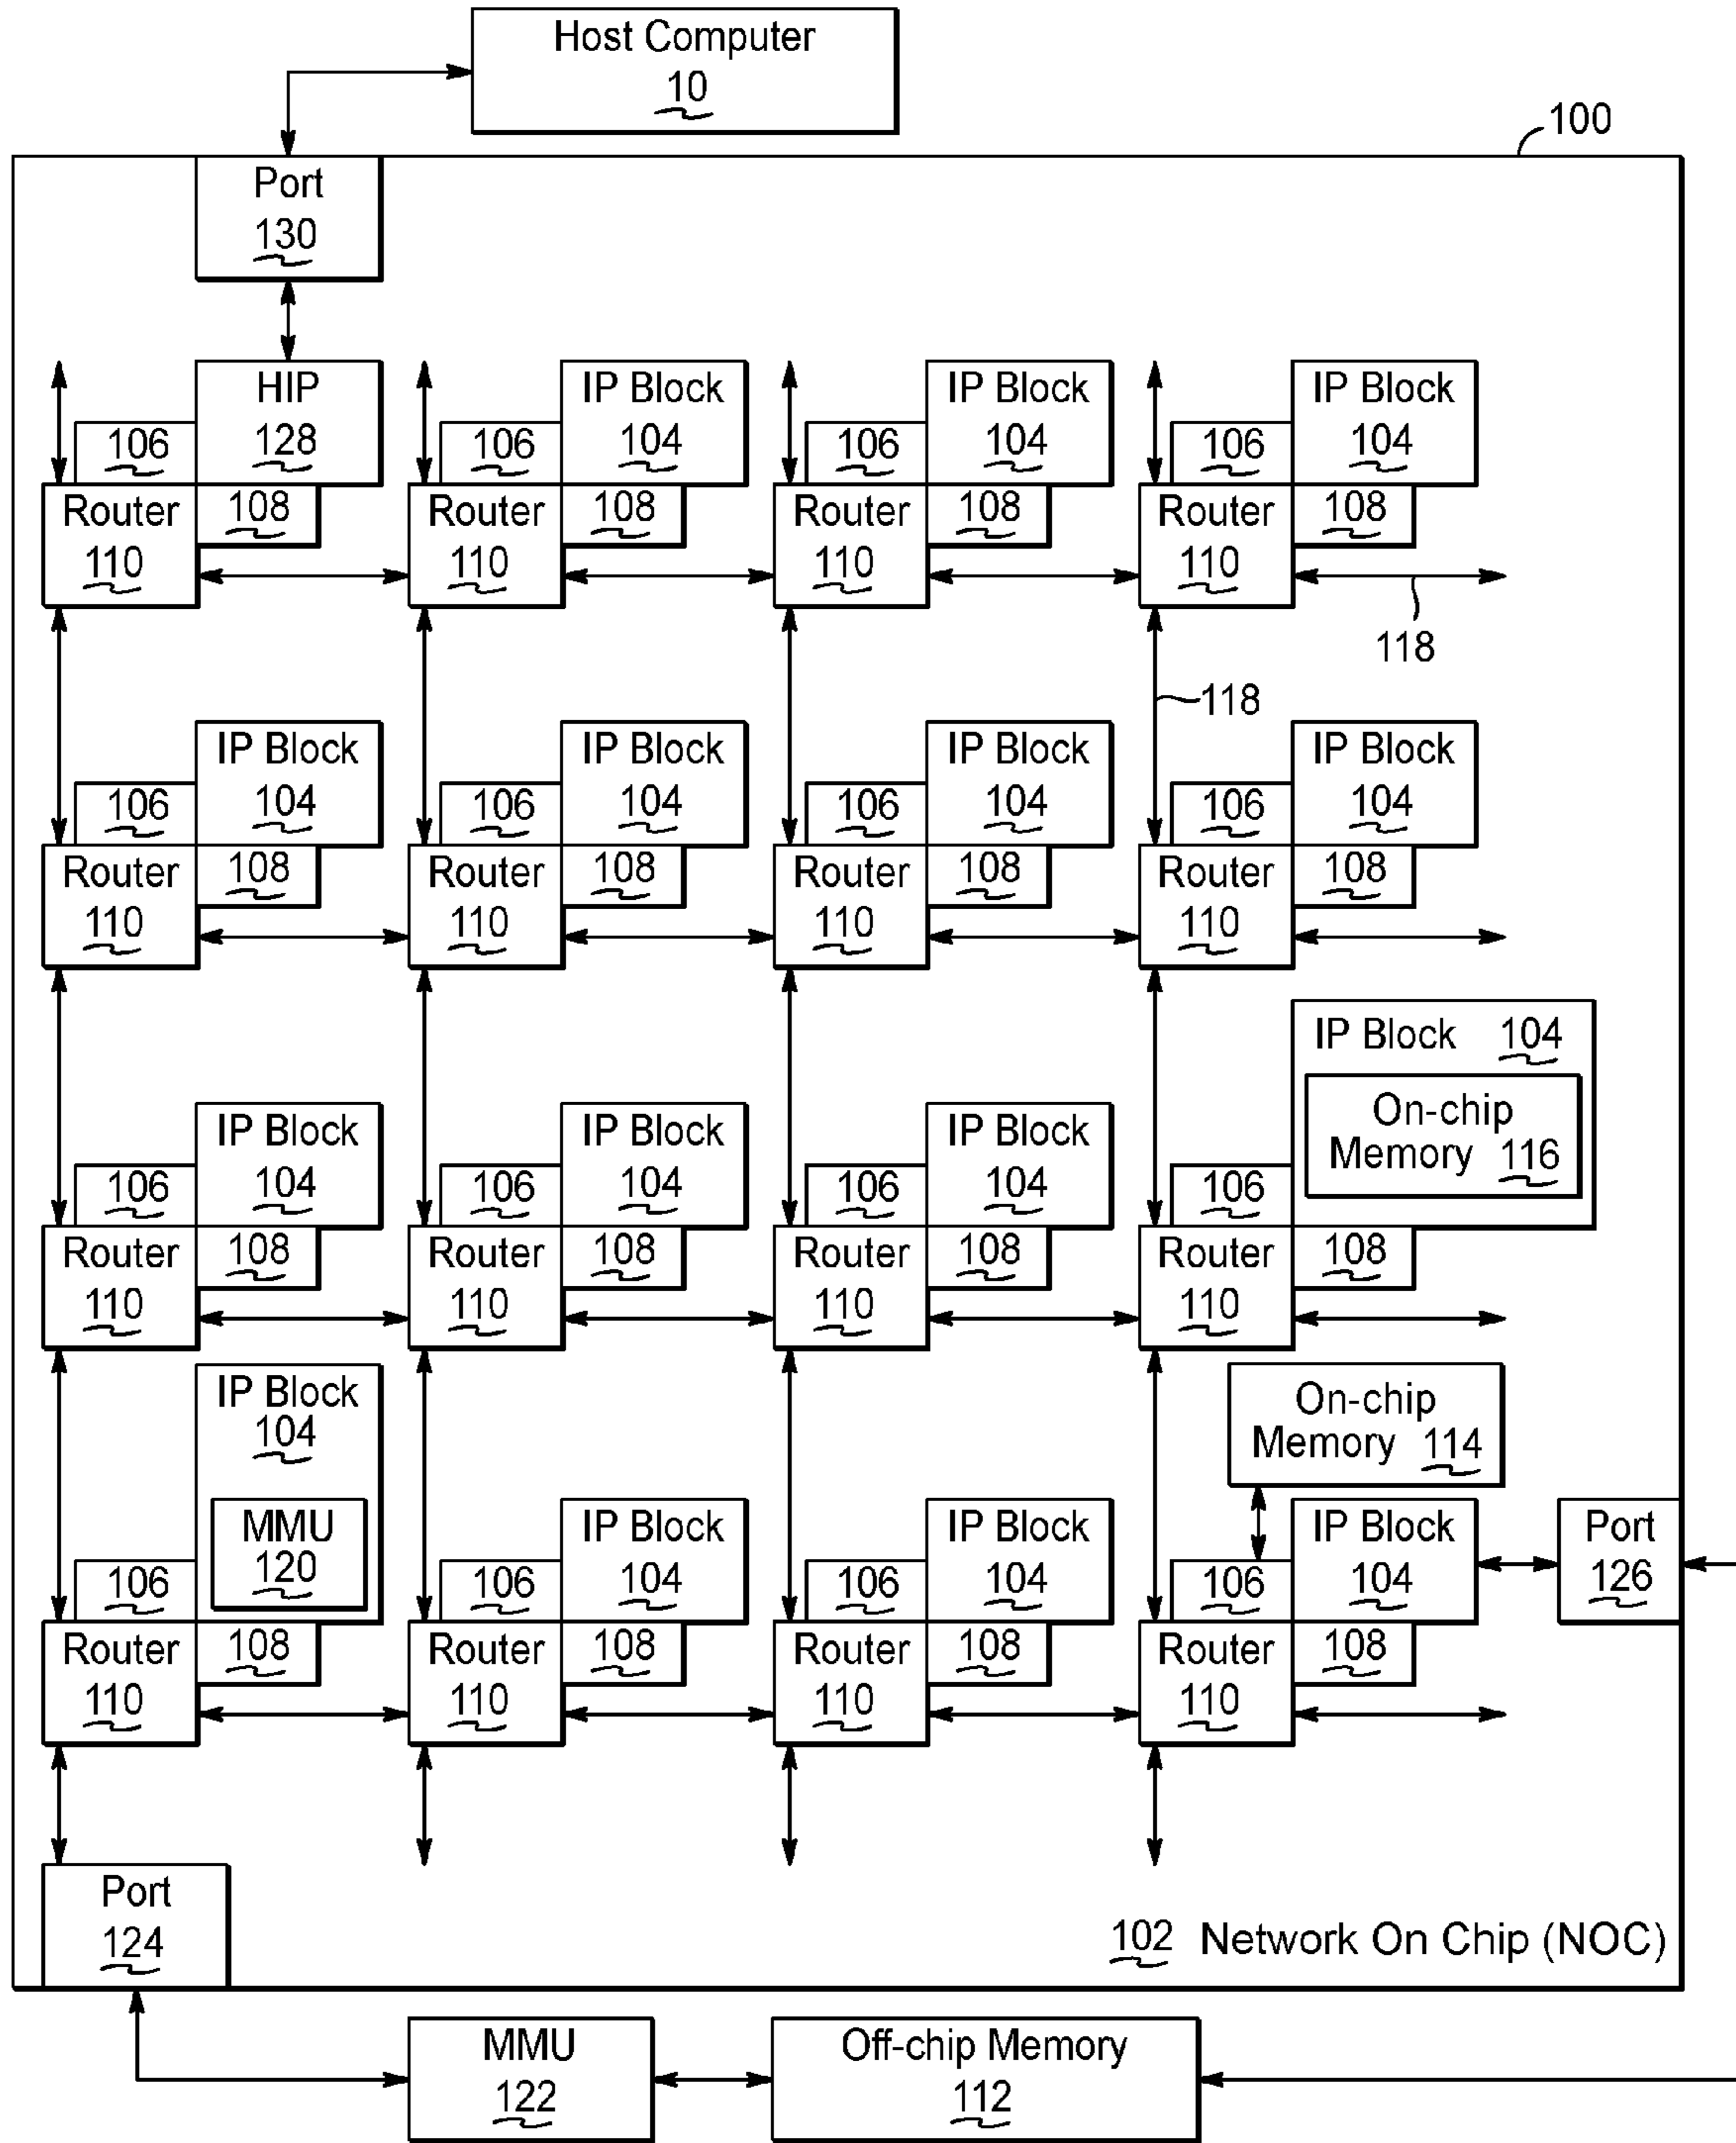 Host Computer
10
100
Port
130
HIP
128
IP Block
104
IP Block
104
IP Block
104
106
106
106
106
Router
110
108
Router
110
108
Router
110
108
Router
110
108
118
118
IP Block
104
IP Block
104
IP Block
104
IP Block
104
106
106
106
106
Router
110
108
Router
110
108
Router
110
108
Router
110
108
IP Block 104
On-chip
Memory 116
IP Block
104
IP Block
104
IP Block
104
106
106
106
106
Router
110
108
Router
110
108
Router
110
108
Router
110
108
IP Block
104
MMU
120
On-chip
Memory 114
IP Block
104
IP Block
104
IP Block
104
Port
126
106
106
106
106
Router
110
108
Router
110
108
Router
110
108
Router
110
108
Port
124
102 Network On Chip (NOC)
MMU
122
Off-chip Memory
112